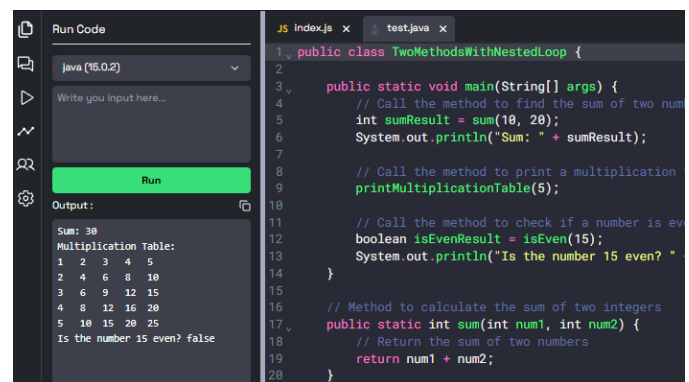 Run Code
java (15.0.2)
Write you input here...
Run
Output:
Sum: 30
Multiplication Table:
1 2 3 4 5
2 4 6 8 10
3 6 9 12 15
4 8 12 16 20
5 10 15 20 25
Is the number 15 even? false
JS index.js x test.java x
1 public class TwoMethodsWithNestedLoop {
2
3 public static void main(String[] args) {
4 // Call the method to find the sum of two
5 int sumResult = sum(10, 20);
6 System.out.println("Sum: " + sumResult);
7
8 // Call the method to print a multiplication
9 printMultiplicationTable(5);
10
11 // Call the method to check if a number is
12 boolean isEvenResult = isEven(15);
13 System.out.println("Is the number 15 even? "
14 }
15
16 // Method to calculate the sum of two integers
17 public static int sum(int num1, int num2) {
18 // Return the sum of two numbers
19 return num1 + num2;
20 }